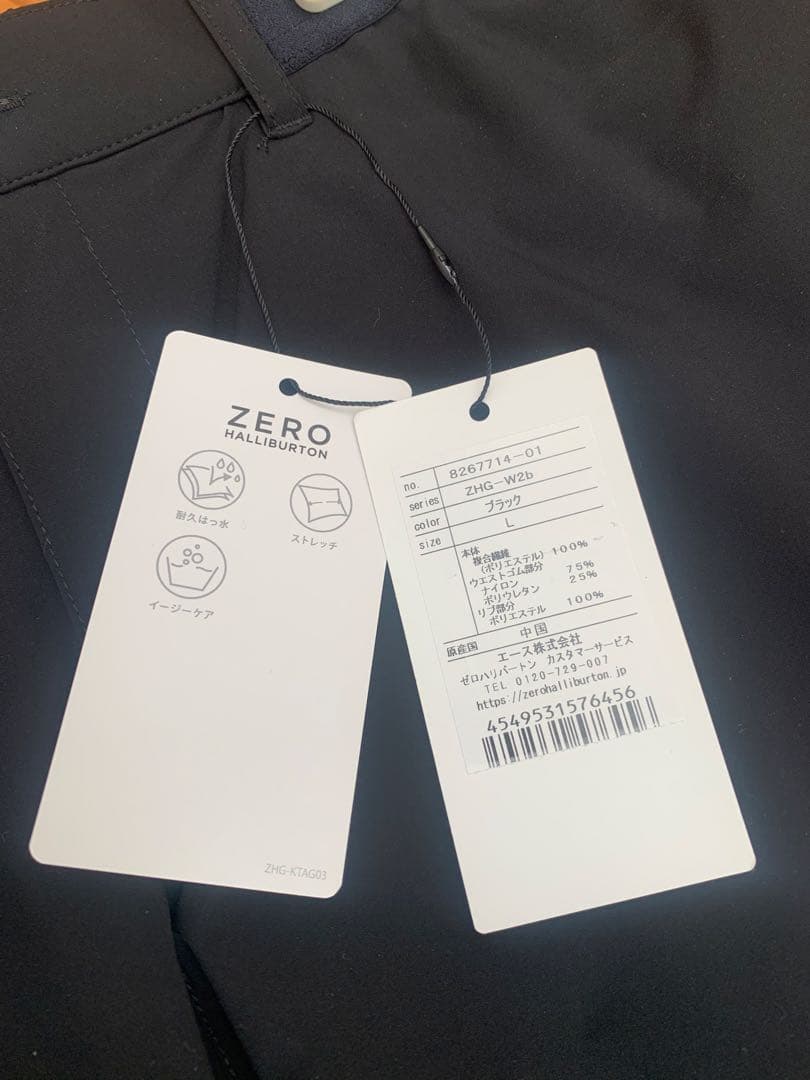 ZERO
HALLIBURTON
耐久はっ水
ストレッチ
イージーケア
ZHG-KTAG03
no. 8267714-01
series ZHG-W2b
color ブラック
size L
本体
複合繊維
(ポリエステル) 100%
ウエストゴム部分
ナイロン 75%
ポリウレタン 25%
リブ部分
ポリエステル 100%
原産国 中国
エース株式会社
ゼロハリバートン カスタマーサービス
TEL 0120-729-007
https://zerohalliburton.jp
4549531576456